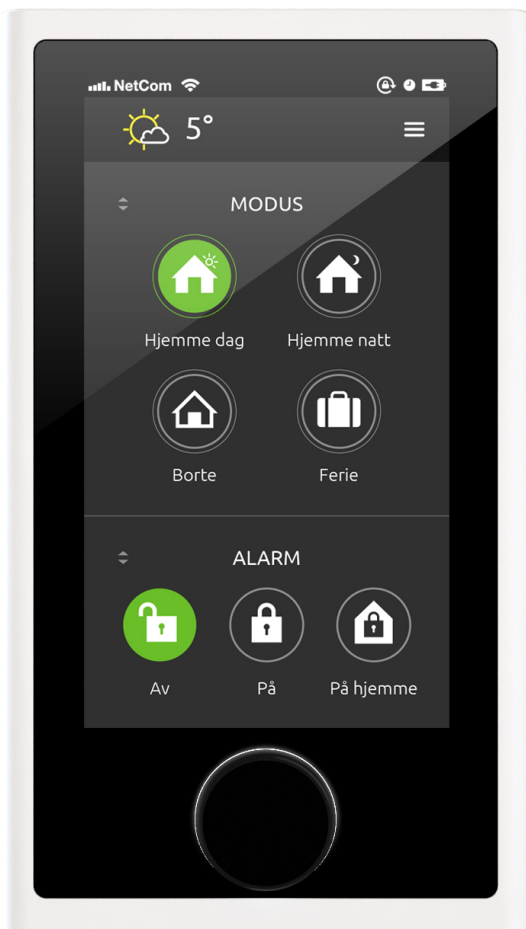 NetCom
5°
MODUS
Hjemme dag Hjemme natt
Borte Ferie
ALARM
Av På På hjemme